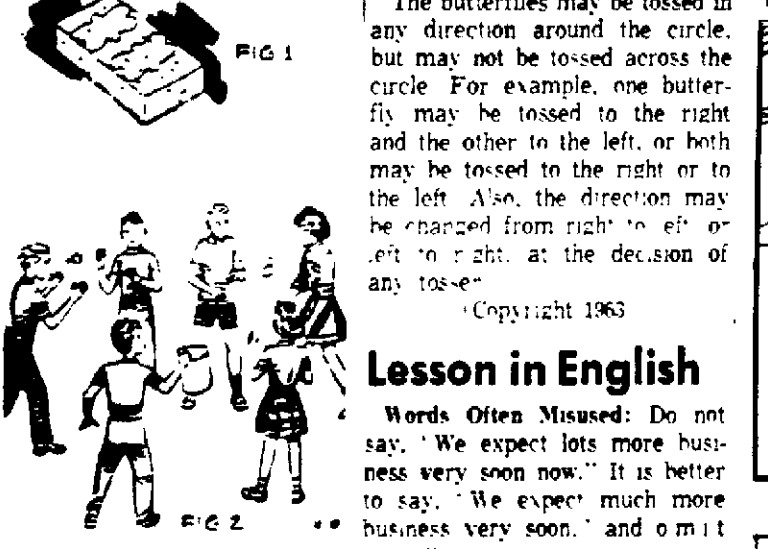 FIG 1
The butterflies may be tossed in
any direction around the circle,
but may not be tossed across the
circle For example, one butter-
fly may be tossed to the right
and the other to the left, or both
may be tossed to the right or to
the left Also, the direction may
be changed from right to left or
left to right, at the decision of
any tosser
Copyright 1963
FIG 2
Lesson in English
Words Often Misused: Do not
say, "We expect lots more busi-
ness very soon now." It is better
to say, "We expect much more
business very soon," and omit